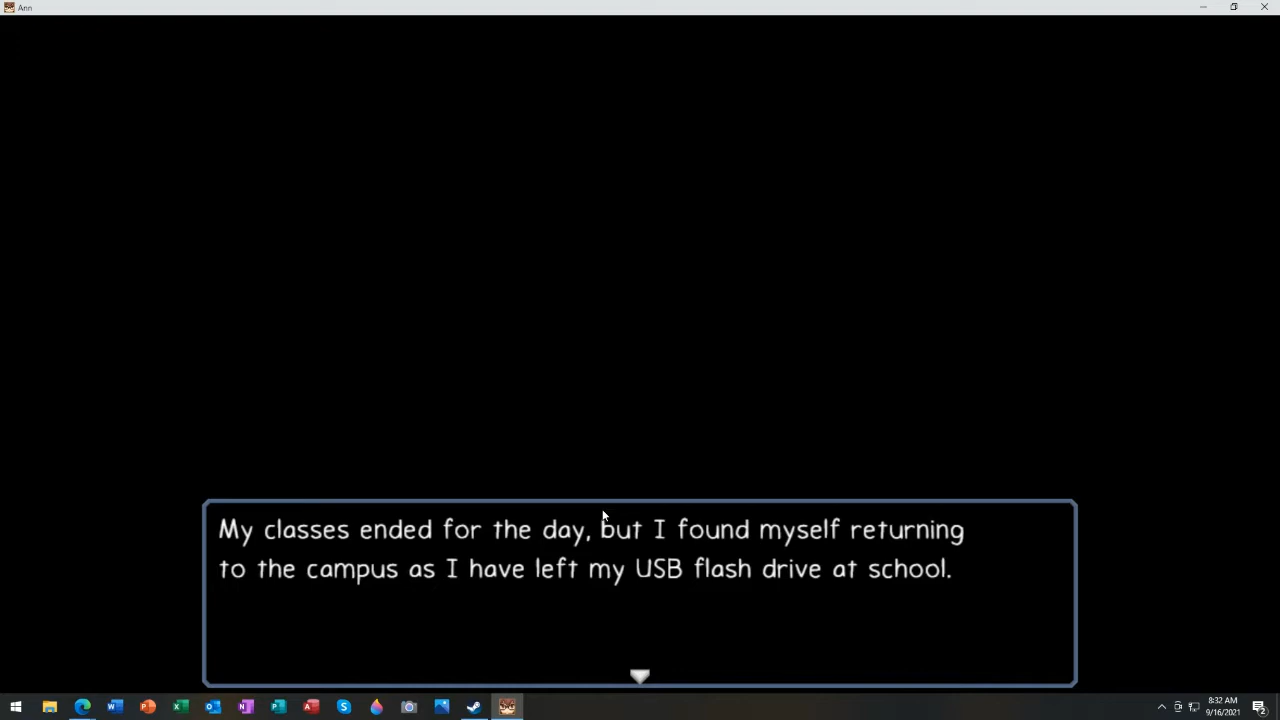 Ann
My classes ended for the day, but I found myself returning
to the campus as I have left my USB flash drive at school.
8:32 AM
9/16/2021
2